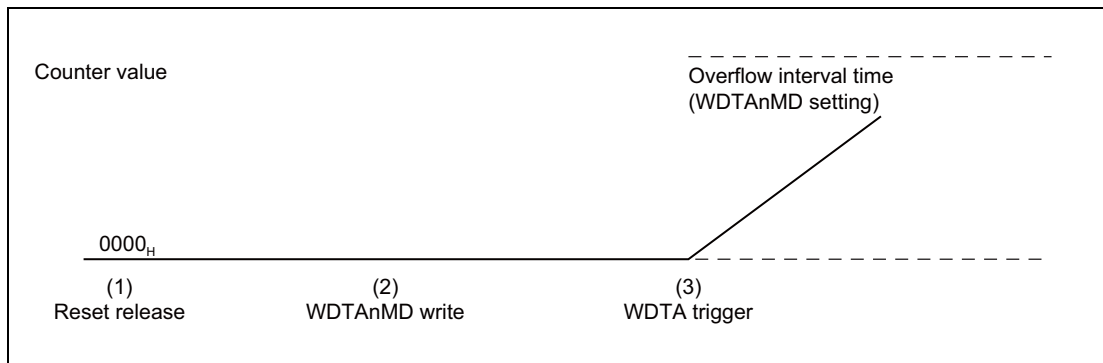 Counter value
Overflow interval time
(WDTAnMD setting)
0000H
(1)
Reset release
(2)
WDTAnMD write
(3)
WDTA trigger